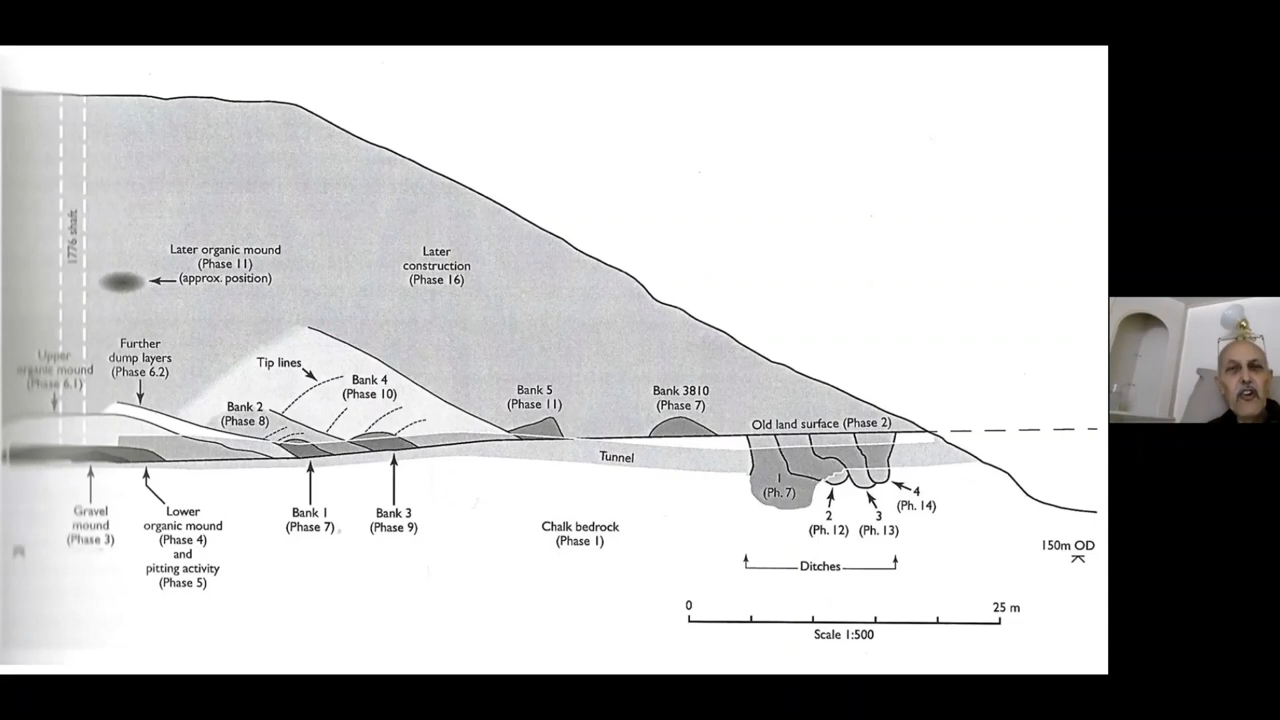 1776 shaft
Later organic mound
(Phase 11)
(approx. position)
Later
construction
(Phase 16)
Upper
organic mound
(Phase 6.1)
Further
dump layers
(Phase 6.2)
Tip lines
Bank 4
(Phase 10)
Bank 2
(Phase 8)
Bank 5
(Phase 11)
Bank 3810
(Phase 7)
Old land surface (Phase 2)
Tunnel
1
(Ph. 7)
2
(Ph. 12)
3
(Ph. 13)
4
(Ph. 14)
Gravel
mound
(Phase 3)
Lower
organic mound
(Phase 4)
and
pitting activity
(Phase 5)
Bank 1
(Phase 7)
Bank 3
(Phase 9)
Chalk bedrock
(Phase 1)
150m OD
Ditches
0
25 m
Scale 1:500